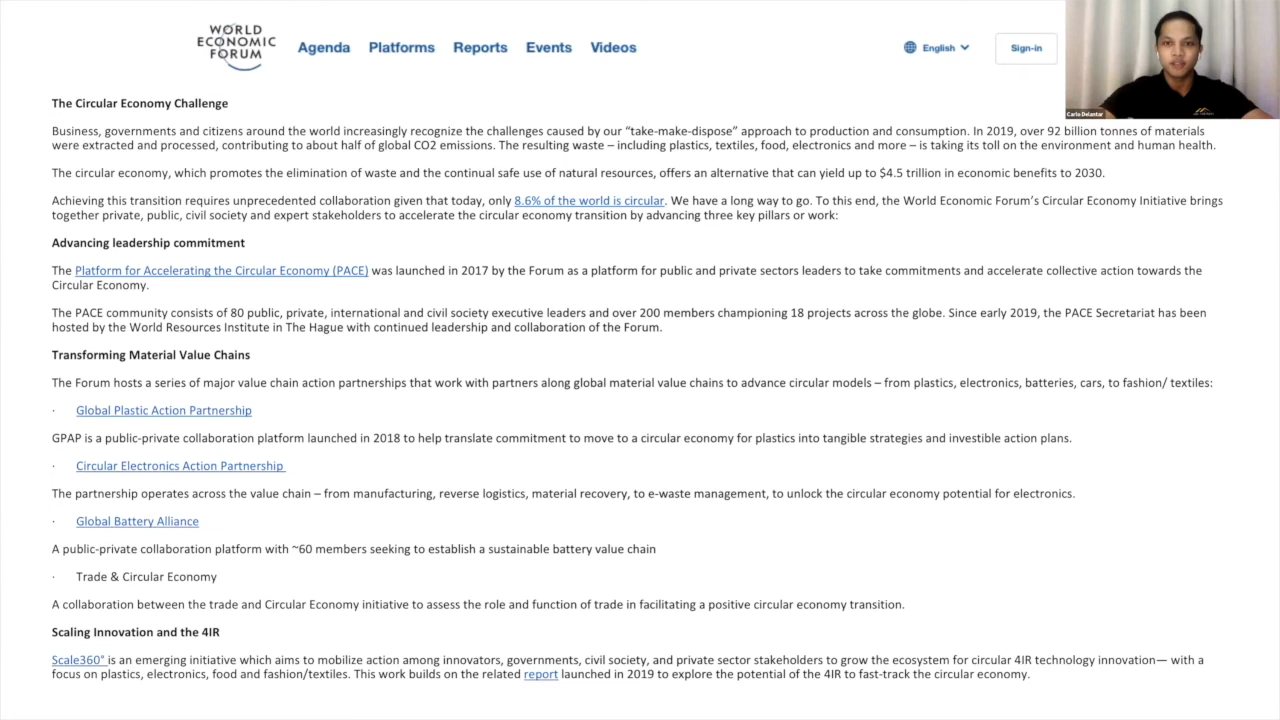 WORLD
ECONOMIC
FORUM
Agenda Platforms Reports Events Videos
English
Sign-in
Carlo Delantar
The Circular Economy Challenge
Business, governments and citizens around the world increasingly recognize the challenges caused by our “take-make-dispose” approach to production and consumption. In 2019, over 92 billion tonnes of materials
were extracted and processed, contributing to about half of global CO2 emissions. The resulting waste – including plastics, textiles, food, electronics and more – is taking its toll on the environment and human health.
The circular economy, which promotes the elimination of waste and the continual safe use of natural resources, offers an alternative that can yield up to $4.5 trillion in economic benefits to 2030.
Achieving this transition requires unprecedented collaboration given that today, only 8.6% of the world is circular. We have a long way to go. To this end, the World Economic Forum’s Circular Economy Initiative brings
together private, public, civil society and expert stakeholders to accelerate the circular economy transition by advancing three key pillars or work:
Advancing leadership commitment
The Platform for Accelerating the Circular Economy (PACE) was launched in 2017 by the Forum as a platform for public and private sectors leaders to take commitments and accelerate collective action towards the
Circular Economy.
The PACE community consists of 80 public, private, international and civil society executive leaders and over 200 members championing 18 projects across the globe. Since early 2019, the PACE Secretariat has been
hosted by the World Resources Institute in The Hague with continued leadership and collaboration of the Forum.
Transforming Material Value Chains
The Forum hosts a series of major value chain action partnerships that work with partners along global material value chains to advance circular models – from plastics, electronics, batteries, cars, to fashion/ textiles:
· Global Plastic Action Partnership
GPAP is a public-private collaboration platform launched in 2018 to help translate commitment to move to a circular economy for plastics into tangible strategies and investible action plans.
· Circular Electronics Action Partnership
The partnership operates across the value chain – from manufacturing, reverse logistics, material recovery, to e-waste management, to unlock the circular economy potential for electronics.
· Global Battery Alliance
A public-private collaboration platform with ~60 members seeking to establish a sustainable battery value chain
· Trade & Circular Economy
A collaboration between the trade and Circular Economy initiative to assess the role and function of trade in facilitating a positive circular economy transition.
Scaling Innovation and the 4IR
Scale360° is an emerging initiative which aims to mobilize action among innovators, governments, civil society, and private sector stakeholders to grow the ecosystem for circular 4IR technology innovation— with a
focus on plastics, electronics, food and fashion/textiles. This work builds on the related report launched in 2019 to explore the potential of the 4IR to fast-track the circular economy.